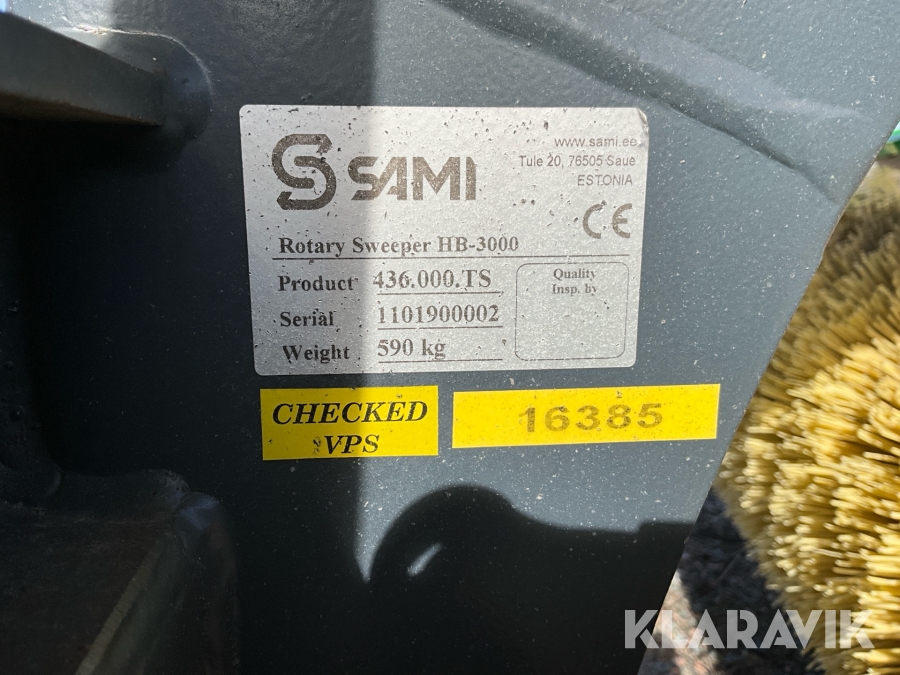 SAMI
www.sami.ee
Tule 20, 76505 Saue
ESTONIA
CE
Rotary Sweeper HB-3000
Product 436.000.TS
Serial 1101900002
Weight 590 kg
Quality
Insp. by
CHECKED
VPS
16385
KLARAVIK